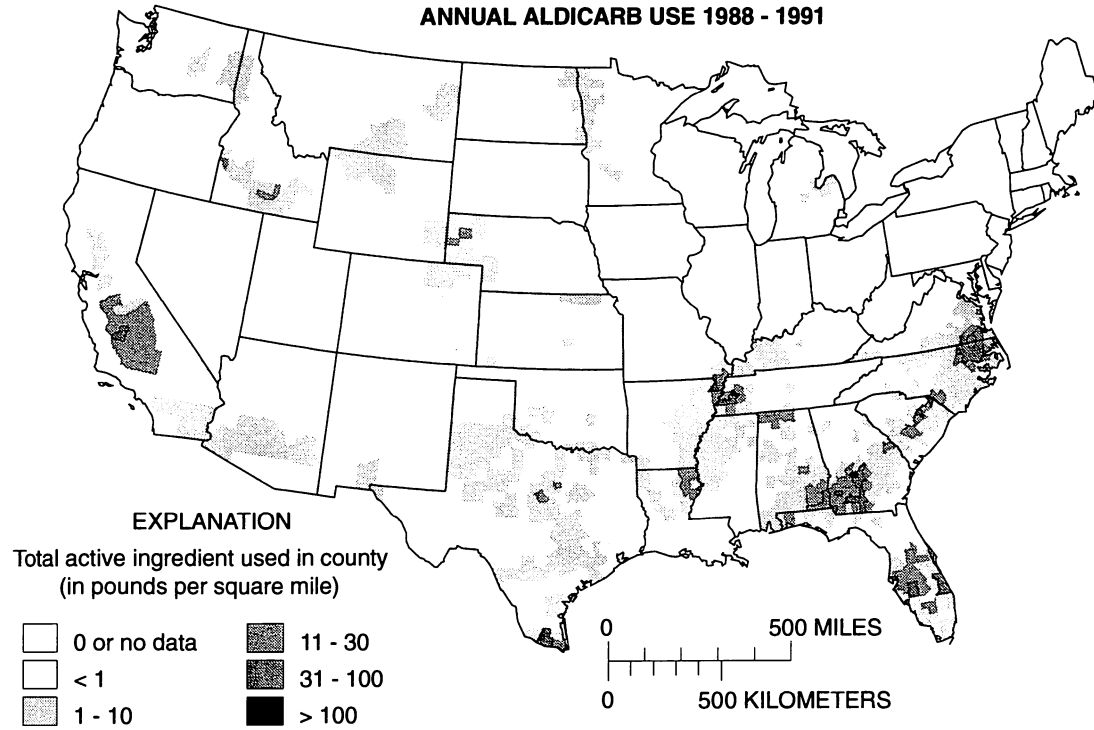 ANNUAL ALDICARB USE 1988 - 1991
EXPLANATION
Total active ingredient used in county
(in pounds per square mile)
0 or no data
< 1
1 - 10
11 - 30
31 - 100
> 100
0 500 MILES
0 500 KILOMETERS